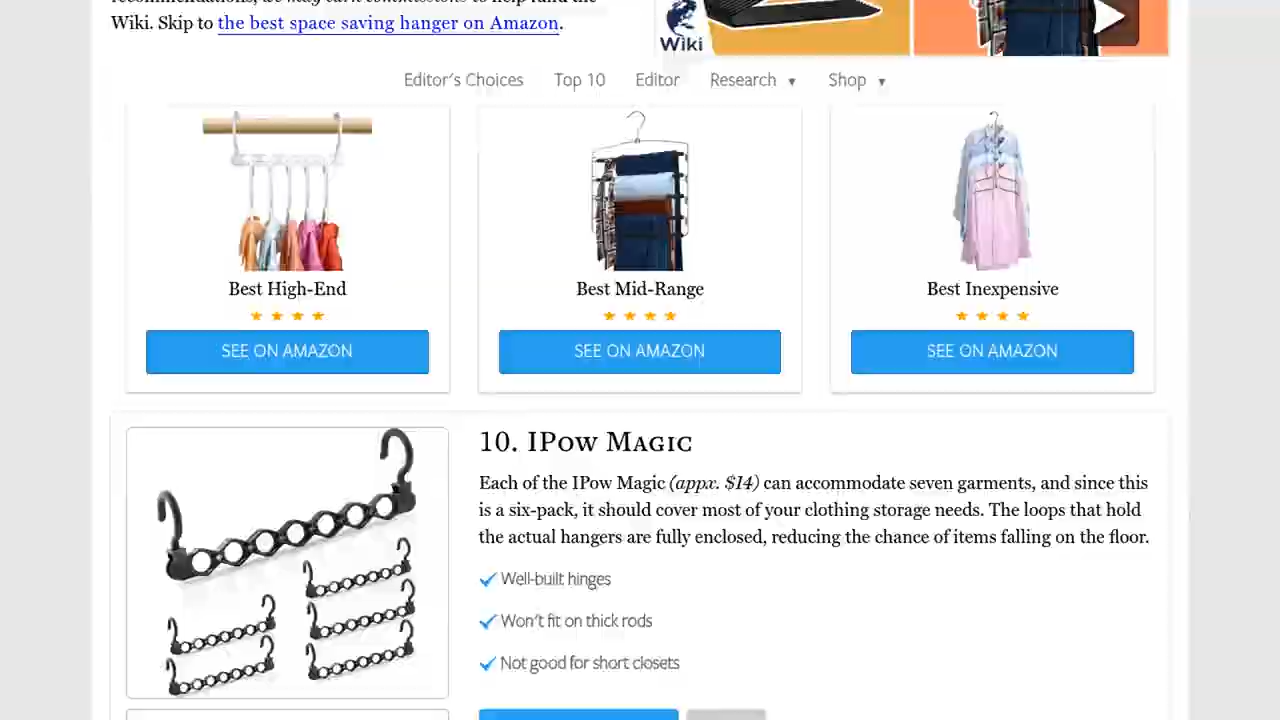 Wiki. Skip to the best space saving hanger on Amazon.
Wiki
Editor's Choices Top 10 Editor Research ▼ Shop ▼
Best High-End
Best Mid-Range
Best Inexpensive
SEE ON AMAZON
SEE ON AMAZON
SEE ON AMAZON
10. IPow Magic
Each of the IPow Magic (appx. $14) can accommodate seven garments, and since this
is a six-pack, it should cover most of your clothing storage needs. The loops that hold
the actual hangers are fully enclosed, reducing the chance of items falling on the floor.
Well-built hinges
Won't fit on thick rods
Not good for short closets